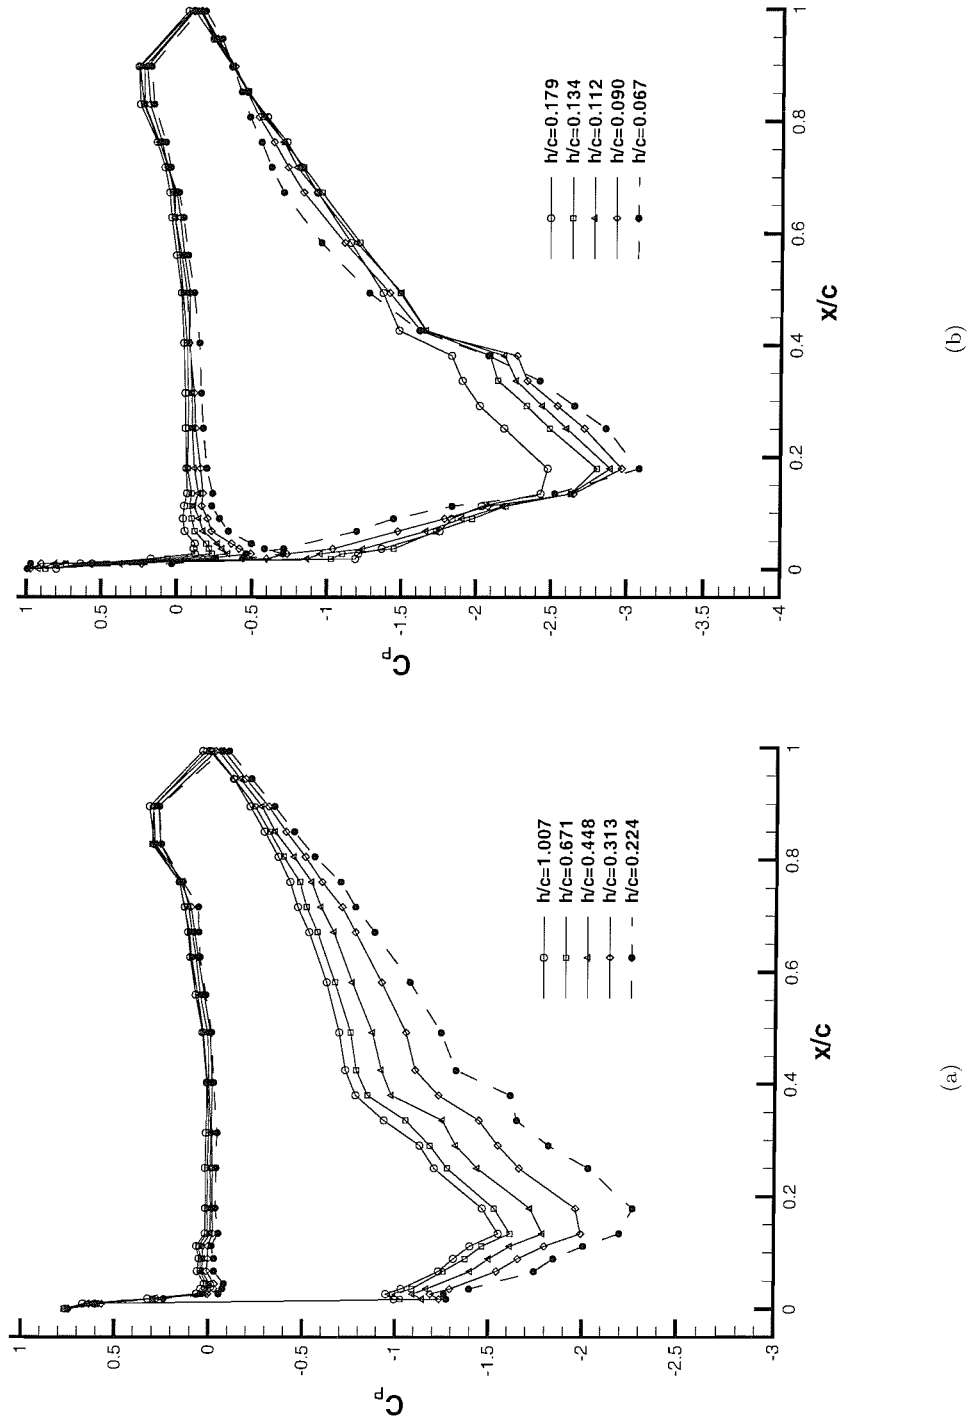 1
0.5
0
-0.5
-1
-1.5
-2
-2.5
-3
Cp
0
0.2
0.4
0.6
0.8
1
x/c
h/c=1.007
h/c=0.671
h/c=0.448
h/c=0.313
h/c=0.224
(a)
1
0.5
0
-0.5
-1
-1.5
-2
-2.5
-3
-3.5
-4
Cp
0
0.2
0.4
0.6
0.8
1
x/c
h/c=0.179
h/c=0.134
h/c=0.112
h/c=0.090
h/c=0.067
(b)